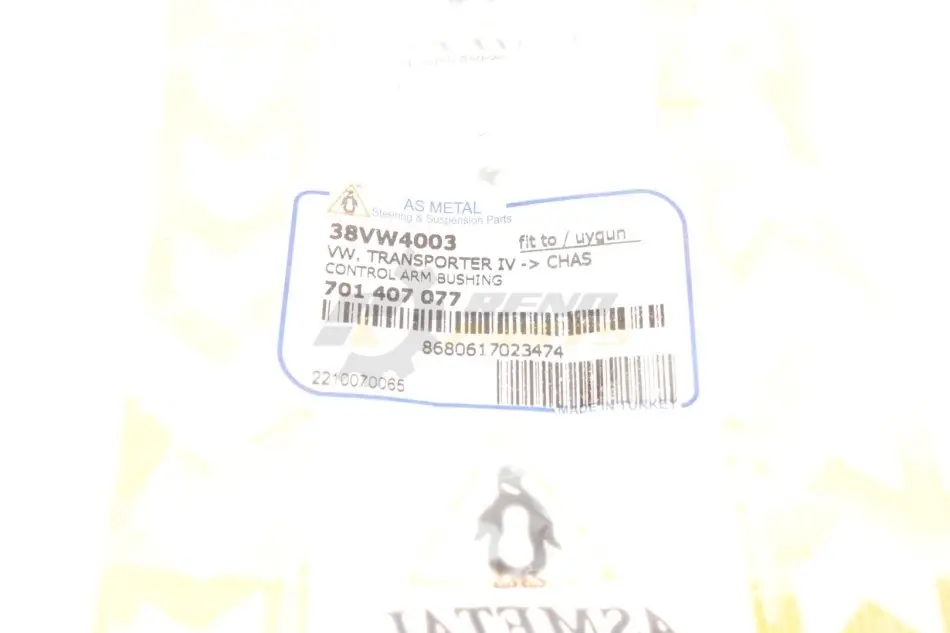 AS METAL
Steering & Suspension Parts
38VW4003 fit to / uygun
VW. TRANSPORTER IV -> CHAS
CONTROL ARM BUSHING
701 407 077
8680617023474
2210070065
MADE IN TURKEY
ASMETAL